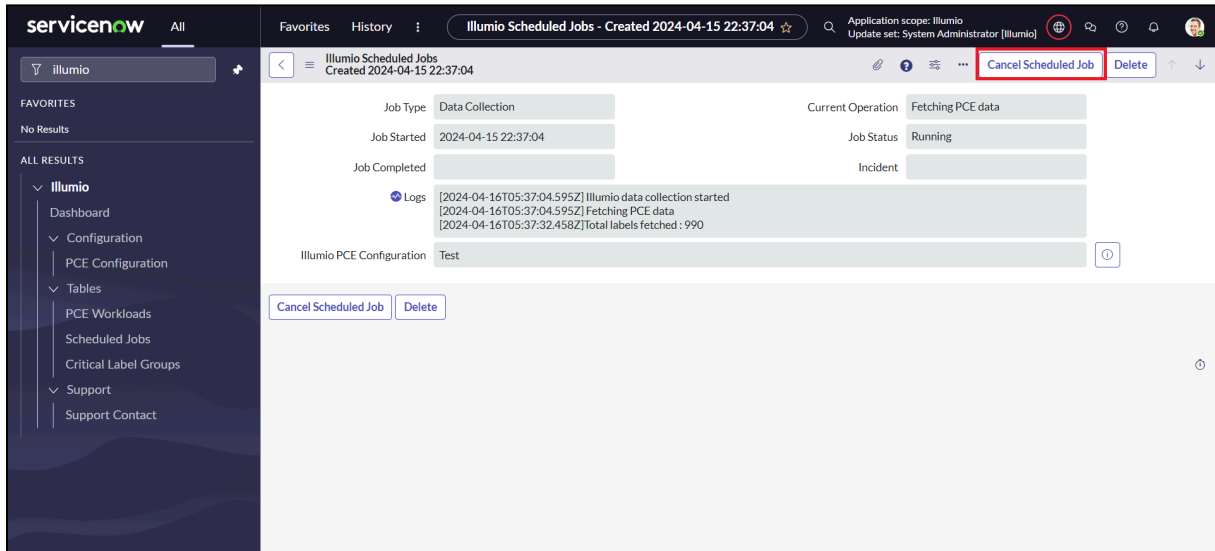 servicenow All Favorites History Illumio Scheduled Jobs - Created 2024-04-15 22:37:04 Application scope: Illumio
Update set: System Administrator [Illumio]
illumio
Illumio Scheduled Jobs
Created 2024-04-15 22:37:04
Cancel Scheduled Job Delete
FAVORITES
No Results
ALL RESULTS
Illumio
Dashboard
Configuration
PCE Configuration
Tables
PCE Workloads
Scheduled Jobs
Critical Label Groups
Support
Support Contact
Job Type Data Collection Current Operation Fetching PCE data
Job Started 2024-04-15 22:37:04 Job Status Running
Job Completed Incident
Logs [2024-04-16T05:37:04.595Z] Illumio data collection started
[2024-04-16T05:37:04.595Z] Fetching PCE data
[2024-04-16T05:37:32.458Z]Total labels fetched : 990
Illumio PCE Configuration Test
Cancel Scheduled Job Delete